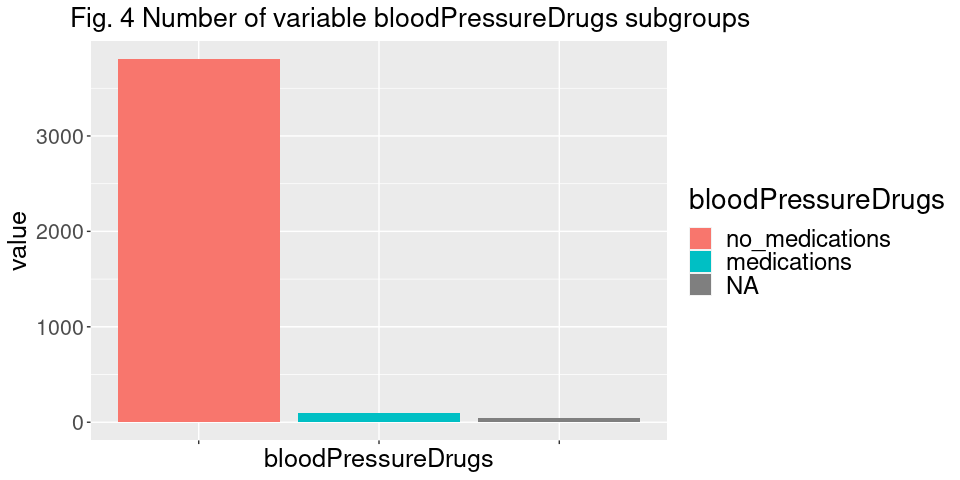 Fig. 4 Number of variable bloodPressureDrugs subgroups
value
3000
2000
1000
0
bloodPressureDrugs
bloodPressureDrugs
no_medications
medications
NA